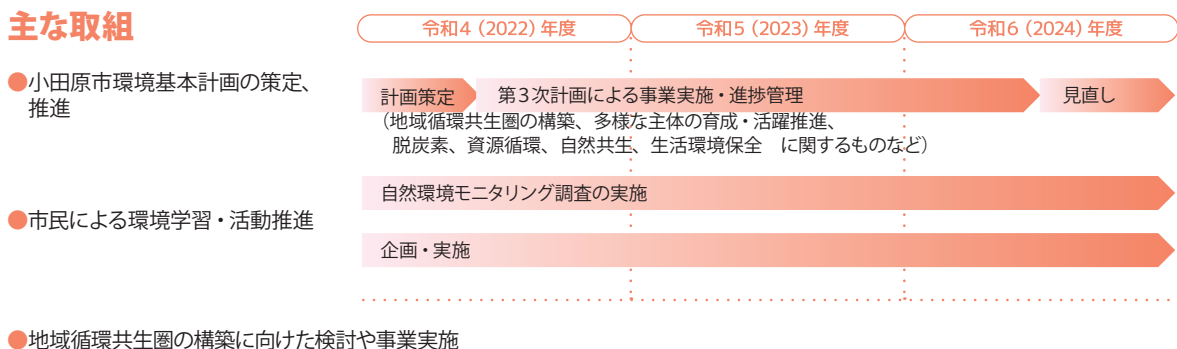 主な取組
令和4（2022）年度 令和5（2023）年度 令和6（2024）年度
●小田原市環境基本計画の策定、
推進
計画策定 第3次計画による事業実施・進捗管理 見直し
（地域循環共生圏の構築、多様な主体の育成・活躍推進、
脱炭素、資源循環、自然共生、生活環境保全　に関するものなど）
自然環境モニタリング調査の実施
●市民による環境学習・活動推進
企画・実施
●地域循環共生圏の構築に向けた検討や事業実施